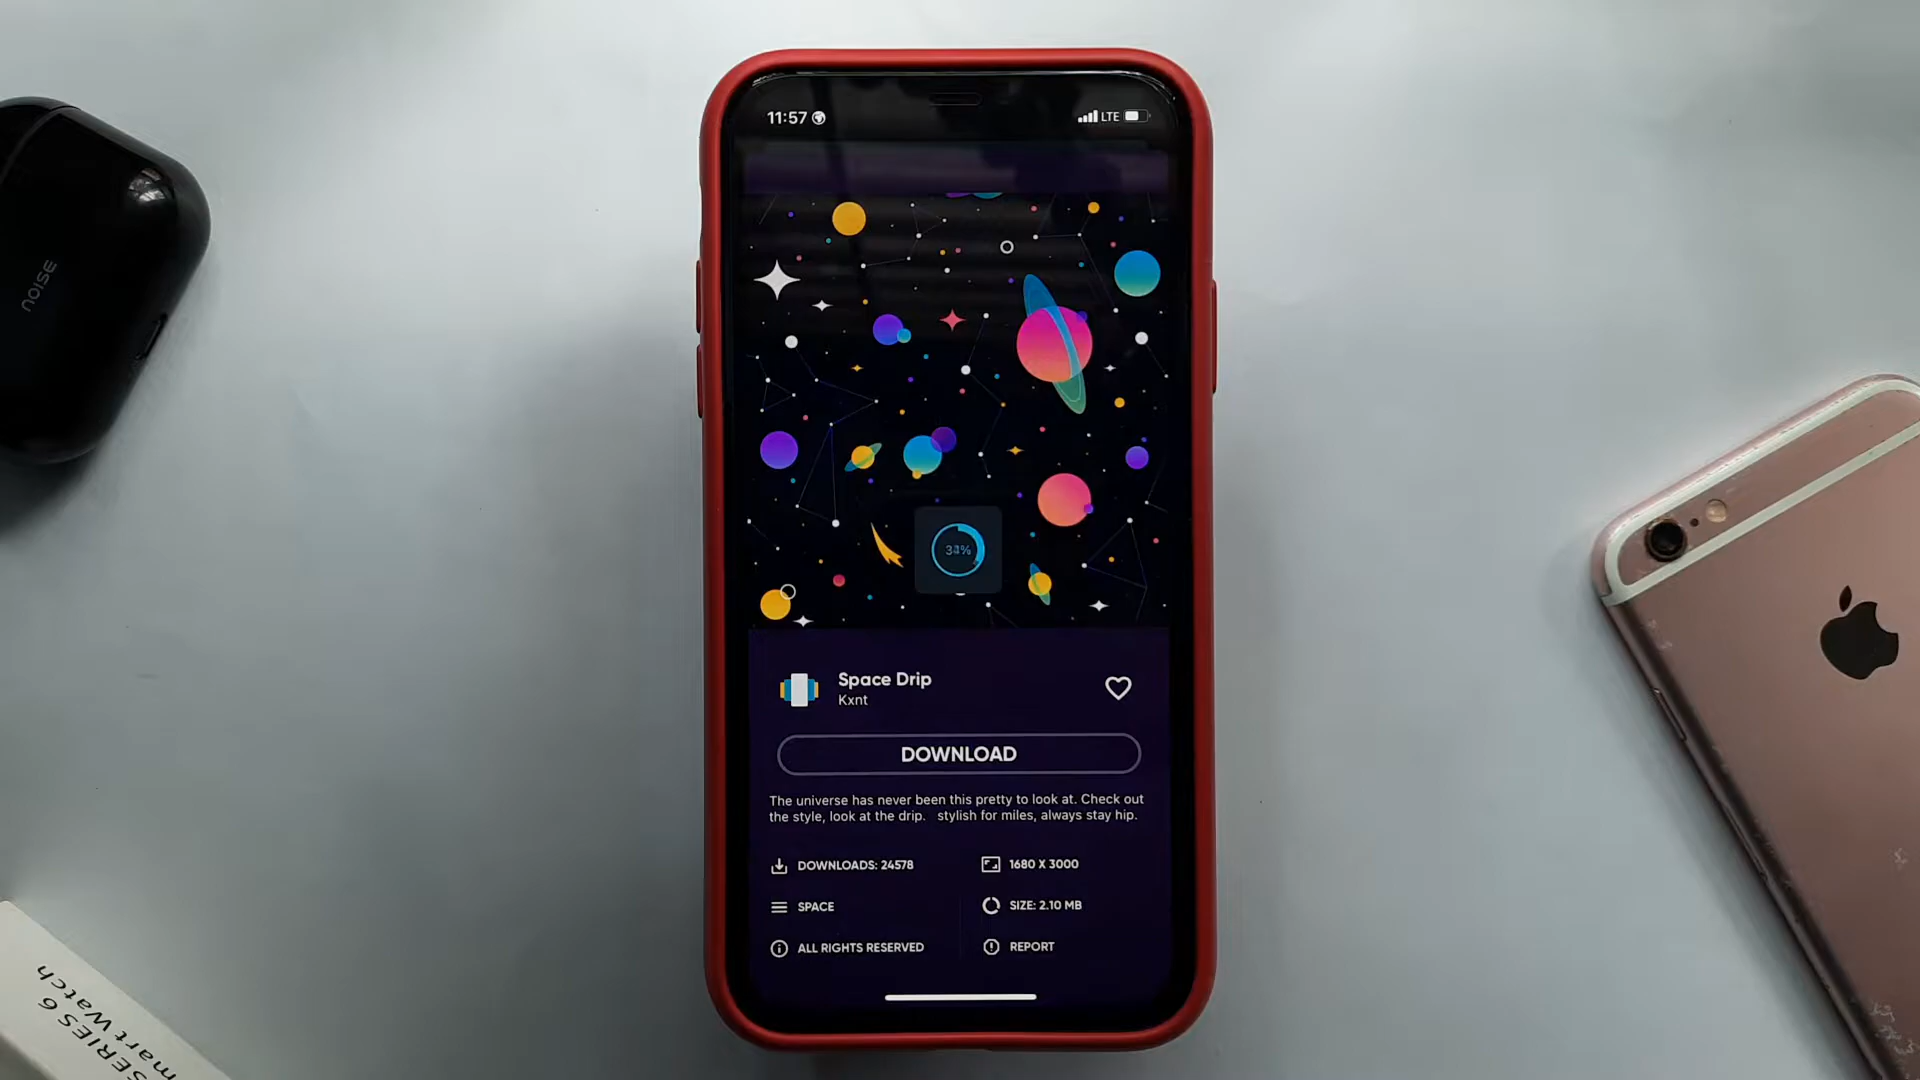 11:57
LTE
NOISE
Space Drip
Kxnt
DOWNLOAD
The universe has never been this pretty to look at. Check out
the style, look at the drip. stylish for miles, always stay hip.
DOWNLOADS: 24578
1680 X 3000
SPACE
SIZE: 2.10 MB
ALL RIGHTS RESERVED
REPORT
SERIES 6
martWatch